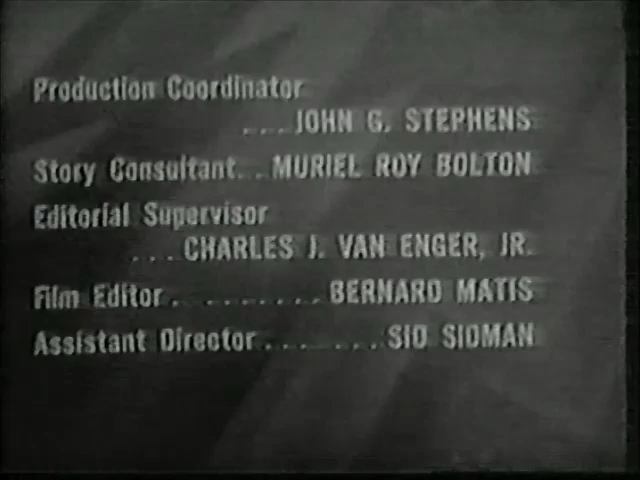 Production Coordinator
...JOHN G. STEPHENS
Story Consultant...MURIEL ROY BOLTON
Editorial Supervisor
...CHARLES J. VAN ENGER, JR.
Film Editor.........BERNARD MATIS
Assistant Director.......SID SIDMAN